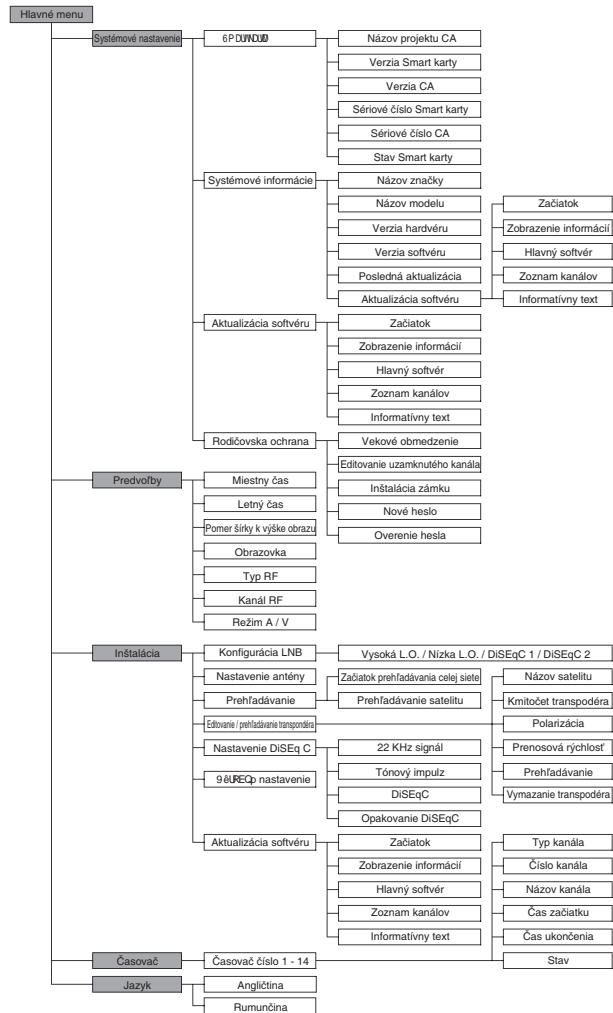 Hlavné menu
Systémové nastavenie
Názov projektu CA
Verzia Smart karty
Verzia CA
Sériové číslo Smart karty
Sériové číslo CA
Stav Smart karty
Systémové informácie
Názov značky
Názov modelu
Verzia hardvéru
Verzia softvéru
Posledná aktualizácia
Aktualizácia softvéru
Začiatok
Zobrazenie informácií
Hlavný softvér
Zoznam kanálov
Informatívny text
Aktualizácia softvéru
Začiatok
Zobrazenie informácií
Hlavný softvér
Zoznam kanálov
Informatívny text
Rodičovska ochrana
Vekové obmedzenie
Editovanie uzamknutého kanála
Inštalácia zámku
Nové heslo
Overenie hesla
Predvoľby
Miestny čas
Letný čas
Pomer šírky k výške obrazu
Obrazovka
Typ RF
Kanál RF
Režim A / V
Inštalácia
Konfigurácia LNB
Vysoká L.O. / Nízka L.O. / DiSEqC 1 / DiSEqC 2
Nastavenie antény
Prehľadávanie
Začiatok prehľadávania celej siete
Prehľadávanie satelitu
Editovanie / prehľadávanie transpondéra
Názov satelitu
Kmitočet transpodéra
Polarizácia
Prenosová rýchlosť
Prehľadávanie
Vymazanie transpodéra
Nastavenie DiSEq C
22 KHz signál
Tónový impulz
DiSEqC
Opakovanie DiSEqC
nastavenie
Aktualizácia softvéru
Začiatok
Zobrazenie informácií
Hlavný softvér
Zoznam kanálov
Informatívny text
Časovač
Časovač číslo 1 - 14
Typ kanála
Číslo kanála
Názov kanála
Čas začiatku
Čas ukončenia
Stav
Jazyk
Angličtina
Rumunčina